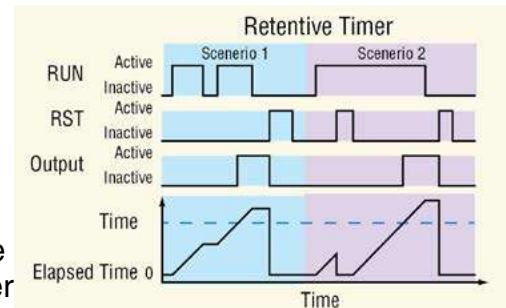 Retentive Timer
Scenerio 1 Scenerio 2
RUN Active
Inactive
RST Active
Inactive
Output Active
Inactive
Time
e
Elapsed Time o
er
Time